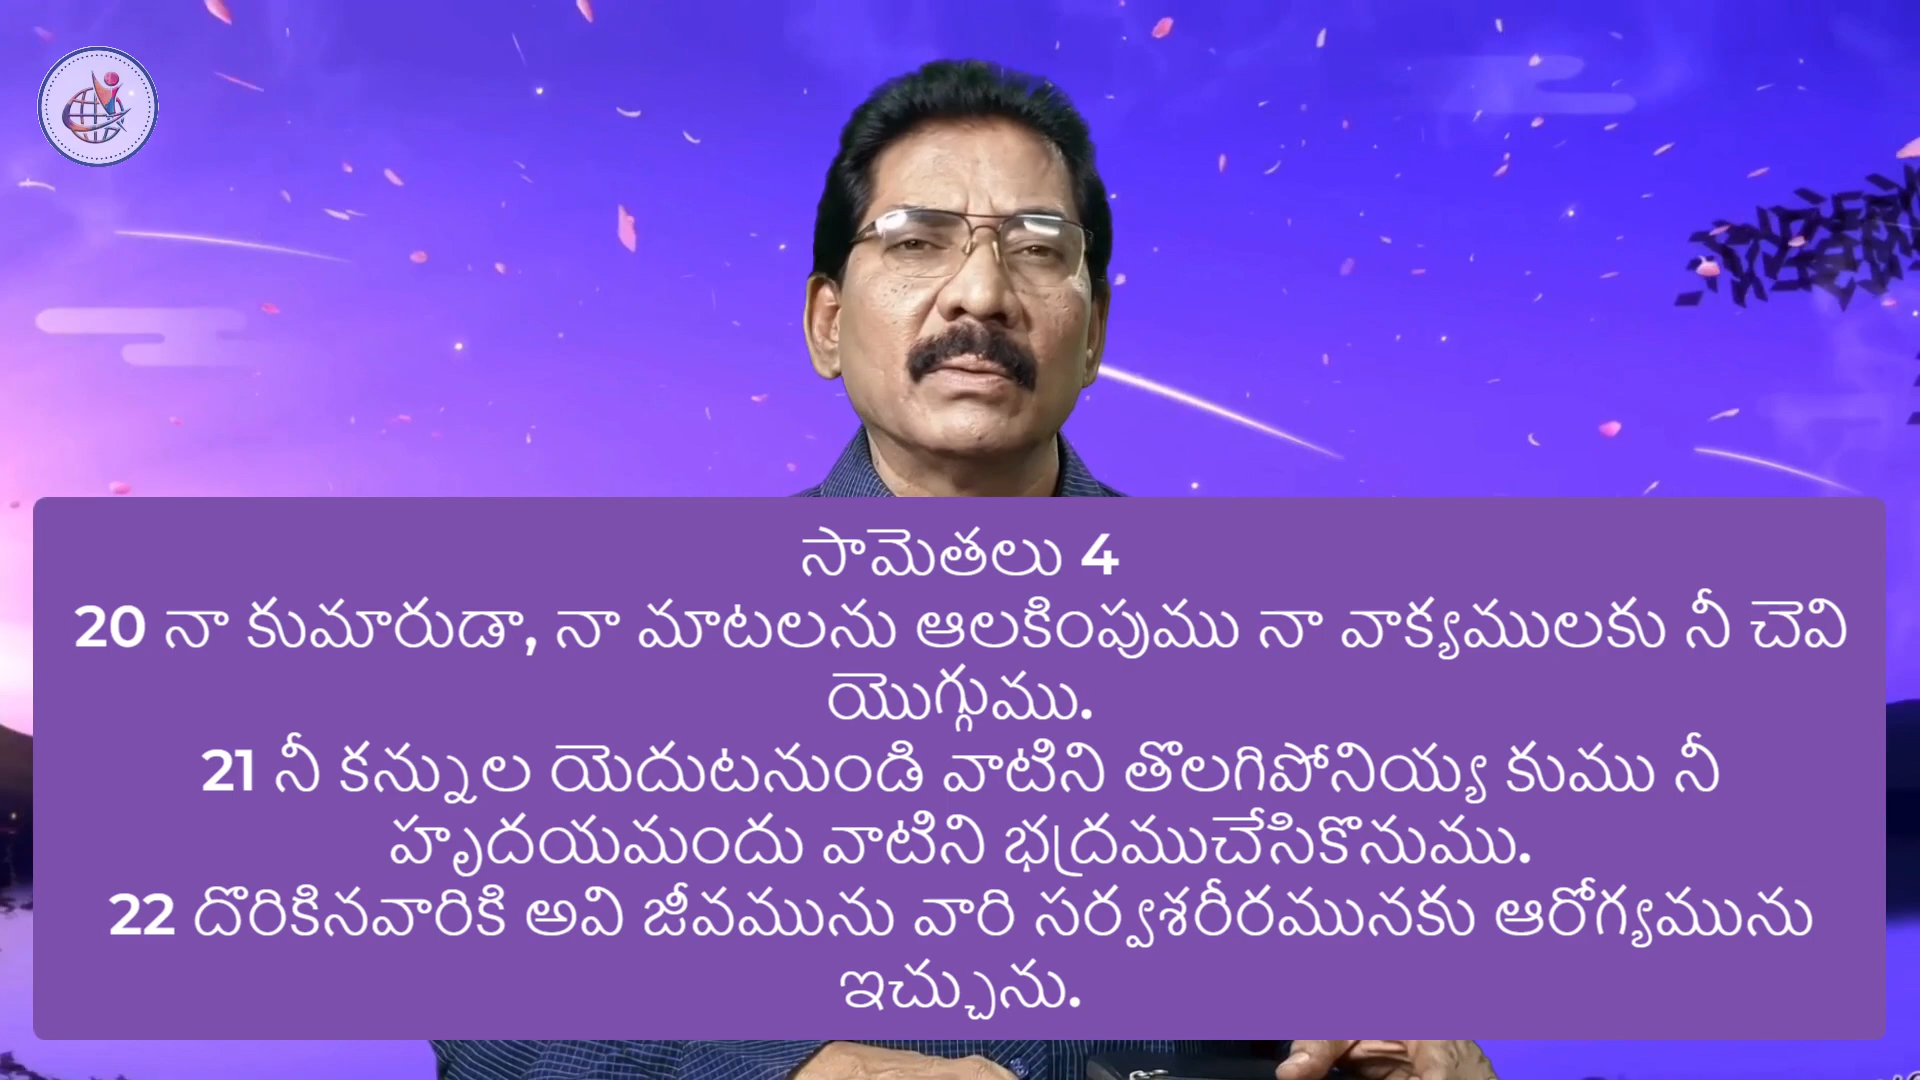 సామెతలు 4
20 నా కుమారుడా, నా మాటలను ఆలకింపుము నా వాక్యములకు నీ చెవి
యొగ్గుము.
21 నీ కన్నుల యెదుటనుండి వాటిని తొలగిపోనియ్య కుము నీ
హృదయమందు వాటిని భద్రముచేసికొనుము.
22 దొరికినవారికి అవి జీవమును వారి సర్వశరీరమునకు ఆరోగ్యమును
ఇచ్చును.